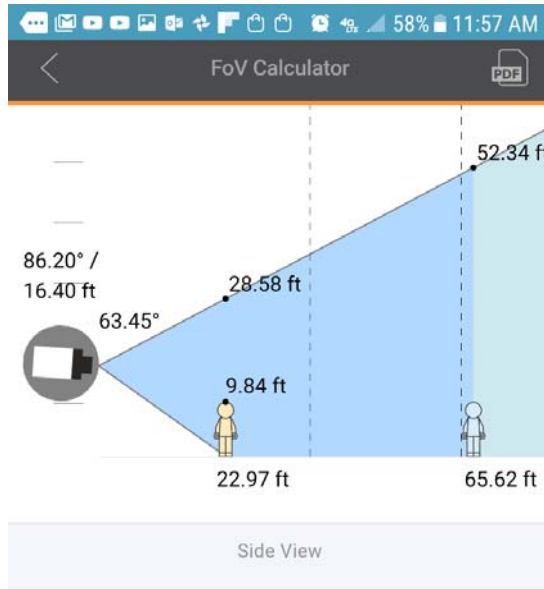 58% 11:57 AM
FoV Calculator
PDF
52.34 f
86.20° /
16.40 ft
28.58 ft
63.45°
9.84 ft
22.97 ft
65.62 ft
Side View